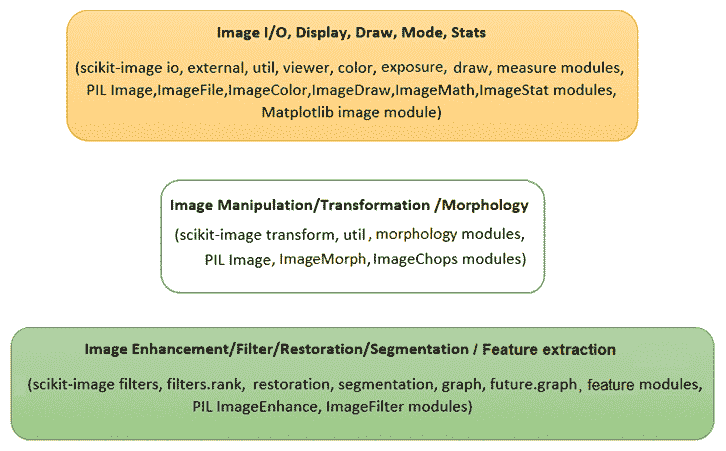 Image I/O, Display, Draw, Mode, Stats
(scikit-image io, external, util, viewer, color, exposure, draw, measure modules,
PIL Image,ImageFile,ImageColor,ImageDraw,ImageMath,ImageStat modules,
Matplotlib image module)
Image Manipulation/Transformation /Morphology
(scikit-image transform, util, morphology modules,
PIL Image, ImageMorph,ImageChops modules)
Image Enhancement/Filter/Restoration/Segmentation / Feature extraction
(scikit-image filters, filters.rank, restoration, segmentation, graph, future.graph, feature modules,
PIL ImageEnhance, ImageFilter modules)